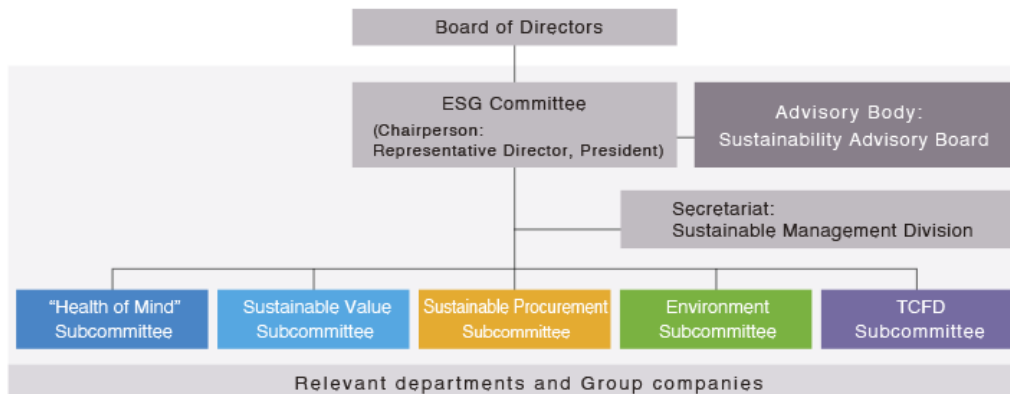 Board of Directors
ESG Committee
(Chairperson:
Representative Director, President)
Advisory Body:
Sustainability Advisory Board
Secretariat:
Sustainable Management Division
“Health of Mind”
Subcommittee
Sustainable Value
Subcommittee
Sustainable Procurement
Subcommittee
Environment
Subcommittee
TCFD
Subcommittee
Relevant departments and Group companies